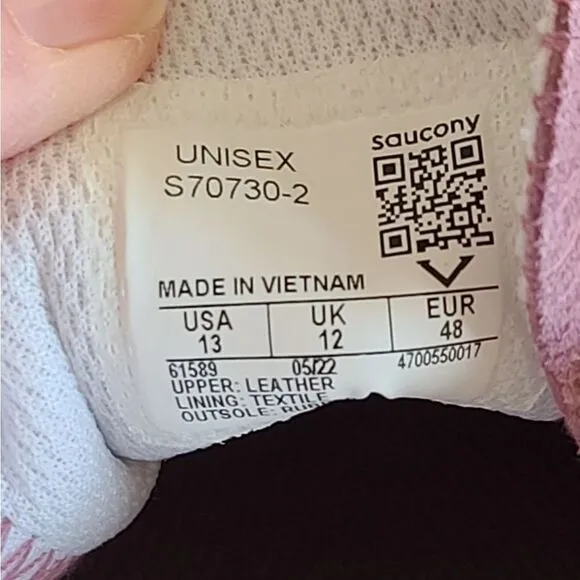 saucony
UNISEX
S70730-2
MADE IN VIETNAM
USA UK EUR
13 12 48
61589 05/22 4700550017
UPPER: LEATHER
LINING: TEXTILE
OUTSOLE: